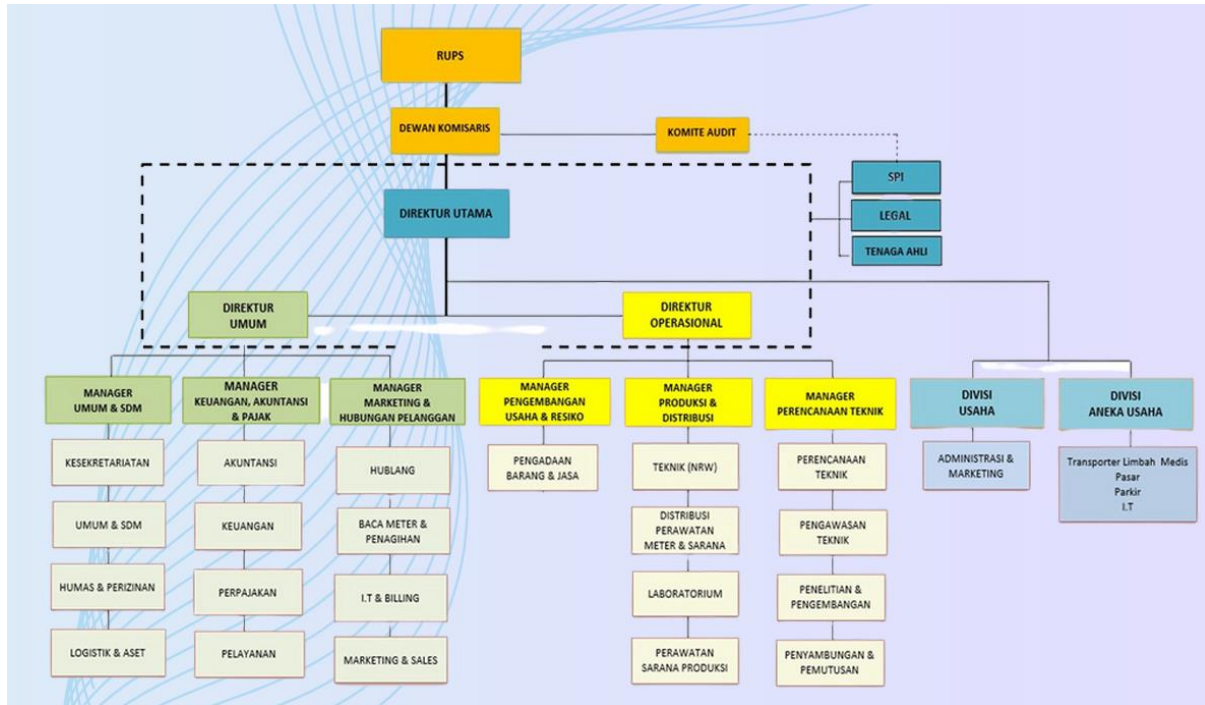 RUPS
DEWAN KOMISARIS
KOMITE AUDIT
SPI
LEGAL
TENAGA AHLI
DIREKTUR UTAMA
DIREKTUR
UMUM
DIREKTUR
OPERASIONAL
MANAGER
UMUM & SDM
KESEKRETARIATAN
UMUM & SDM
HUMAS & PERIZINAN
LOGISTIK & ASET
MANAGER
KEUANGAN, AKUNTANSI
& PAJAK
AKUNTANSI
KEUANGAN
PERPAJAKAN
PELAYANAN
MANAGER
MARKETING &
HUBUNGAN PELANGGAN
HUBLANG
BACA METER &
PENAGIHAN
I.T & BILLING
MARKETING & SALES
MANAGER
PENGEMBANGAN
USAHA & RESIKO
PENGADAAN
BARANG & JASA
MANAGER
PRODUKSI &
DISTRIBUSI
TEKNIK (NRW)
DISTRIBUSI
PERAWATAN
METER & SARANA
LABORATORIUM
PERAWATAN
SARANA PRODUKSI
MANAGER
PERENCANAAN TEKNIK
PERENCANAAN
TEKNIK
PENGAWASAN
TEKNIK
PENELITIAN &
PENGEMBANGAN
PENYAMBUNGAN &
PEMUTUSAN
DIVISI
USAHA
ADMINISTRASI &
MARKETING
DIVISI
ANEKA USAHA
Transporter Limbah Medis
Pasar
Parkir
I.T